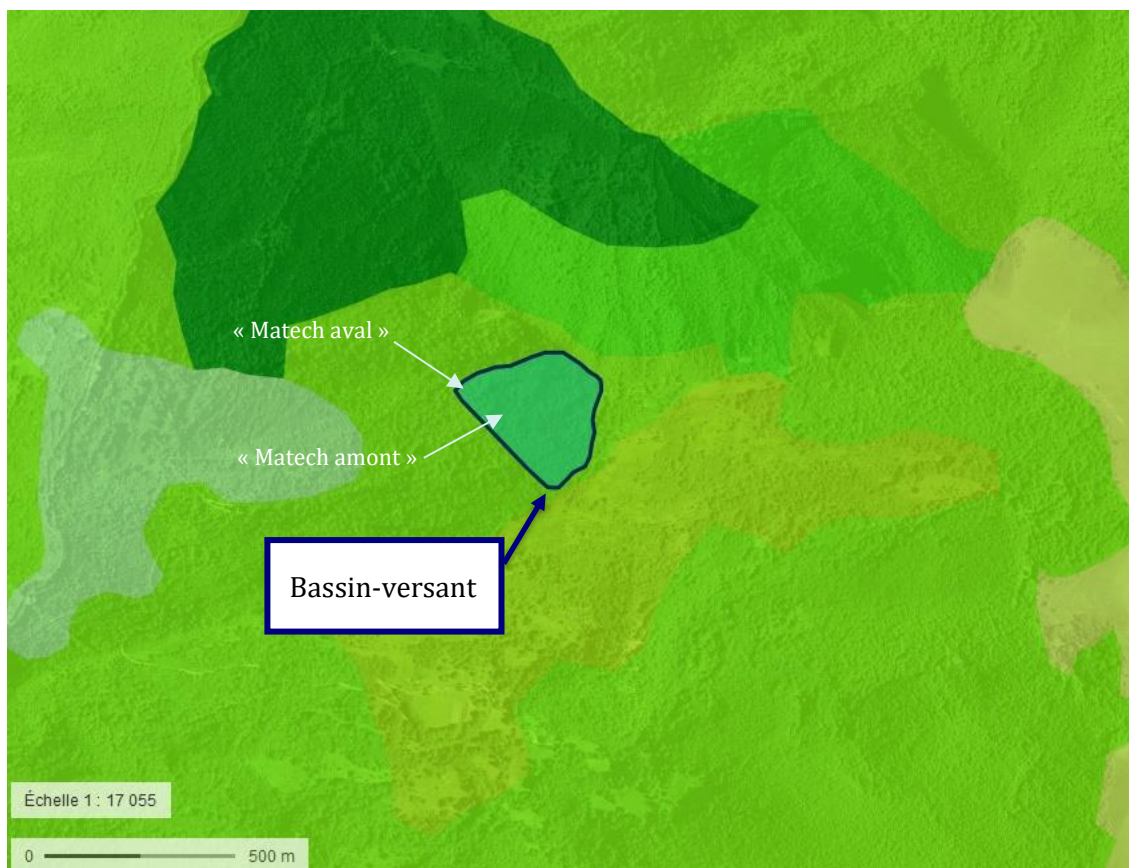 « Matech aval »
« Matech amont »
Bassin-versant
Échelle 1 : 17 055
0 500 m